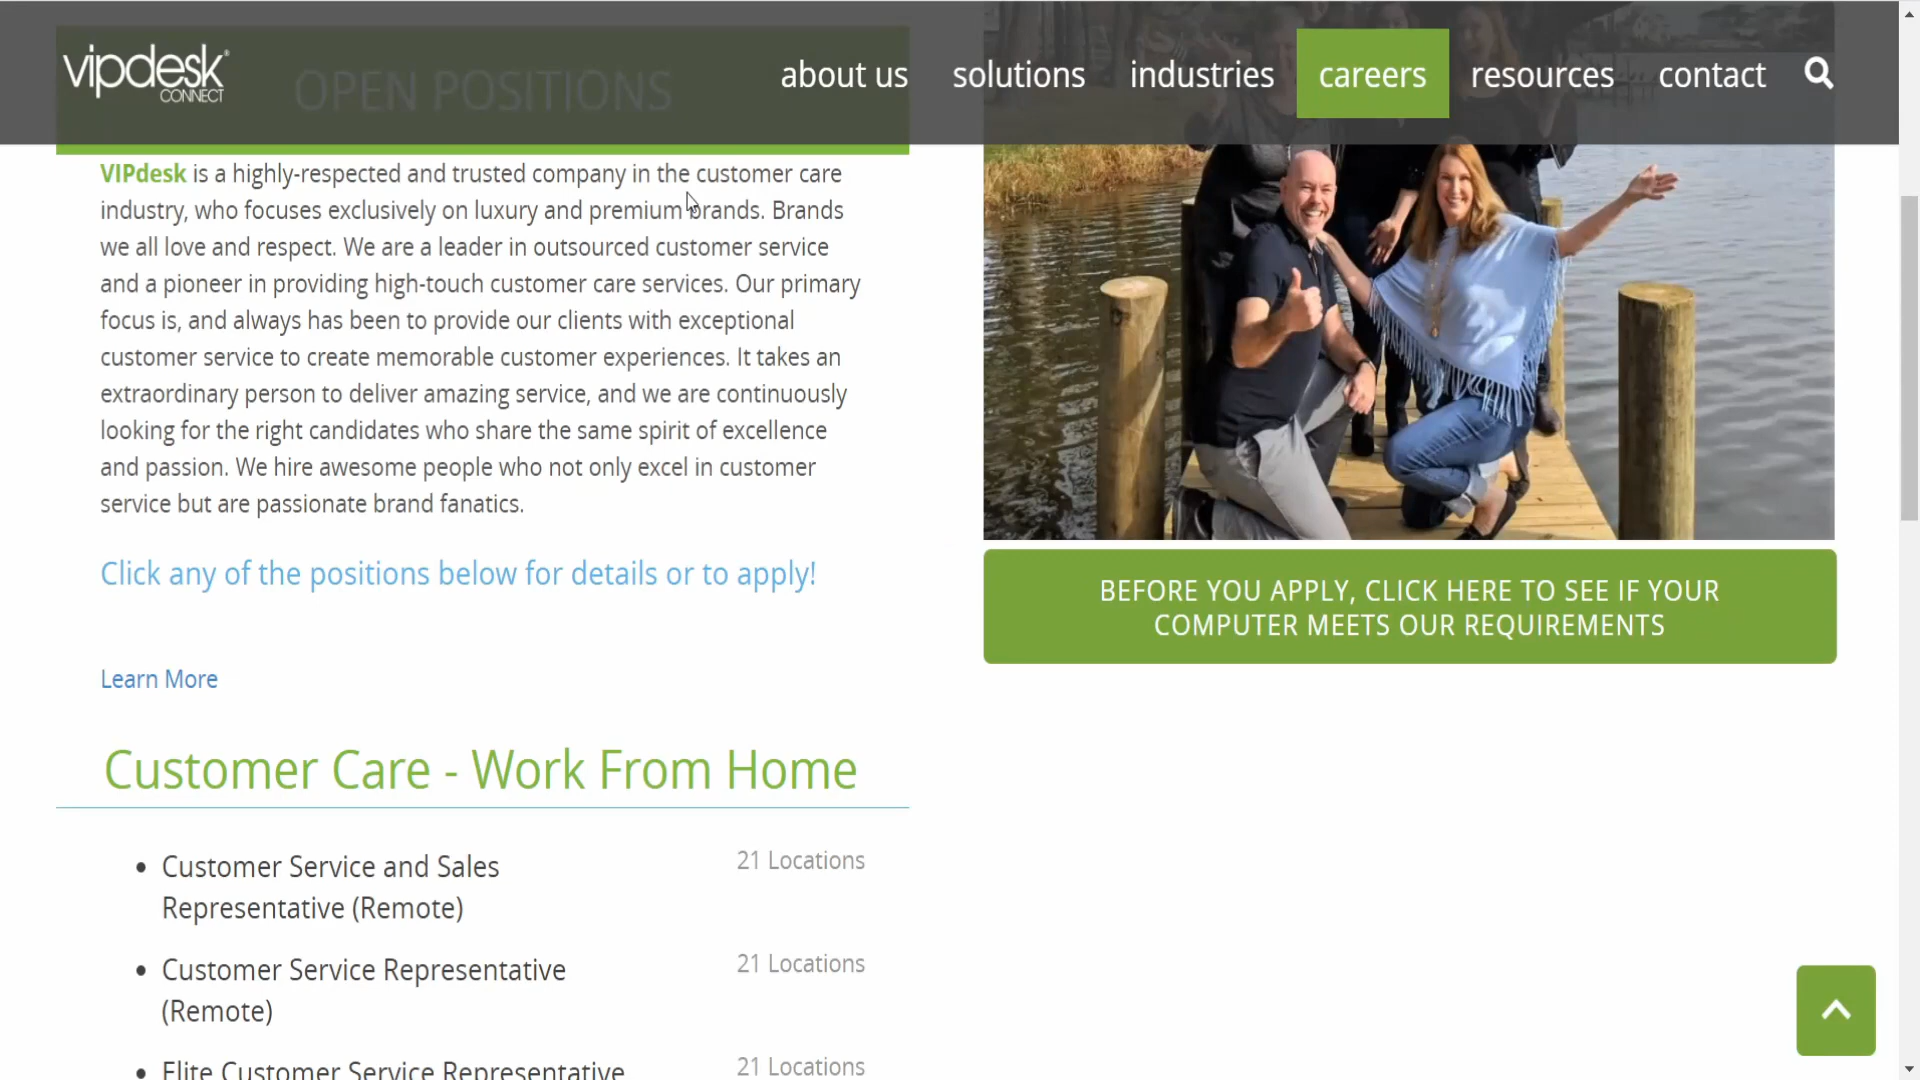 vipdesk®
CONNECT
OPEN POSITIONS
about us
solutions
industries
careers
resources
contact
VIPdesk is a highly-respected and trusted company in the customer care
industry, who focuses exclusively on luxury and premium brands. Brands
we all love and respect. We are a leader in outsourced customer service
and a pioneer in providing high-touch customer care services. Our primary
focus is, and always has been to provide our clients with exceptional
customer service to create memorable customer experiences. It takes an
extraordinary person to deliver amazing service, and we are continuously
looking for the right candidates who share the same spirit of excellence
and passion. We hire awesome people who not only excel in customer
service but are passionate brand fanatics.
Click any of the positions below for details or to apply!
Learn More
BEFORE YOU APPLY, CLICK HERE TO SEE IF YOUR
COMPUTER MEETS OUR REQUIREMENTS
Customer Care - Work From Home
• Customer Service and Sales
Representative (Remote)
21 Locations
• Customer Service Representative
(Remote)
21 Locations
• Elite Customer Service Representative
21 Locations